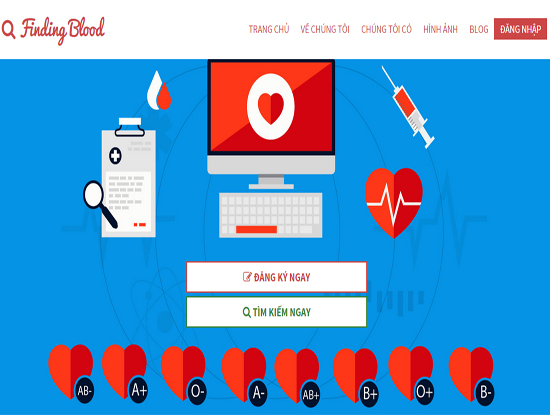 Finding Blood
TRANG CHỦ VỀ CHÚNG TÔI CHÚNG TÔI CÓ HÌNH ẢNH BLOG ĐĂNG NHẬP
ĐĂNG KÝ NGAY
TÌM KIẾM NGAY
AB- A+ O- A- AB+ B+ O+ B-